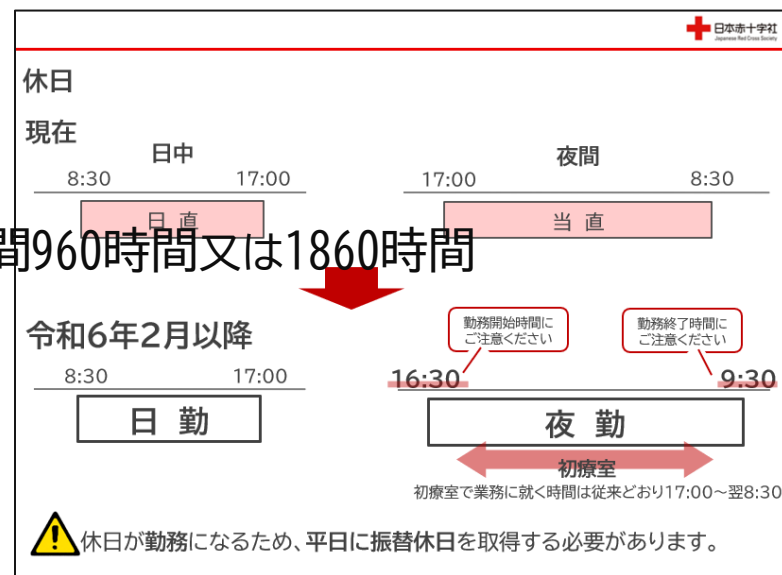 日本赤十字社
Japanese Red Cross Society
休日
現在
日中
夜間
8:30 17:00
17:00 8:30
日 直
当 直
間960時間又は1860時間
令和6年2月以降
勤務開始時間に
ご注意ください
勤務終了時間に
ご注意ください
8:30 17:00
16:30 9:30
日 勤
夜 勤
初療室
初療室で業務に就く時間は従来どおり17:00～翌8:30
休日が勤務になるため、平日に振替休日を取得する必要があります。